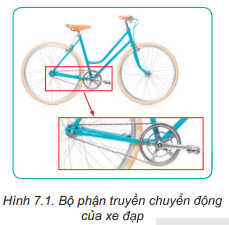 Hình 7.1. Bộ phận truyền chuyển động
của xe đạp